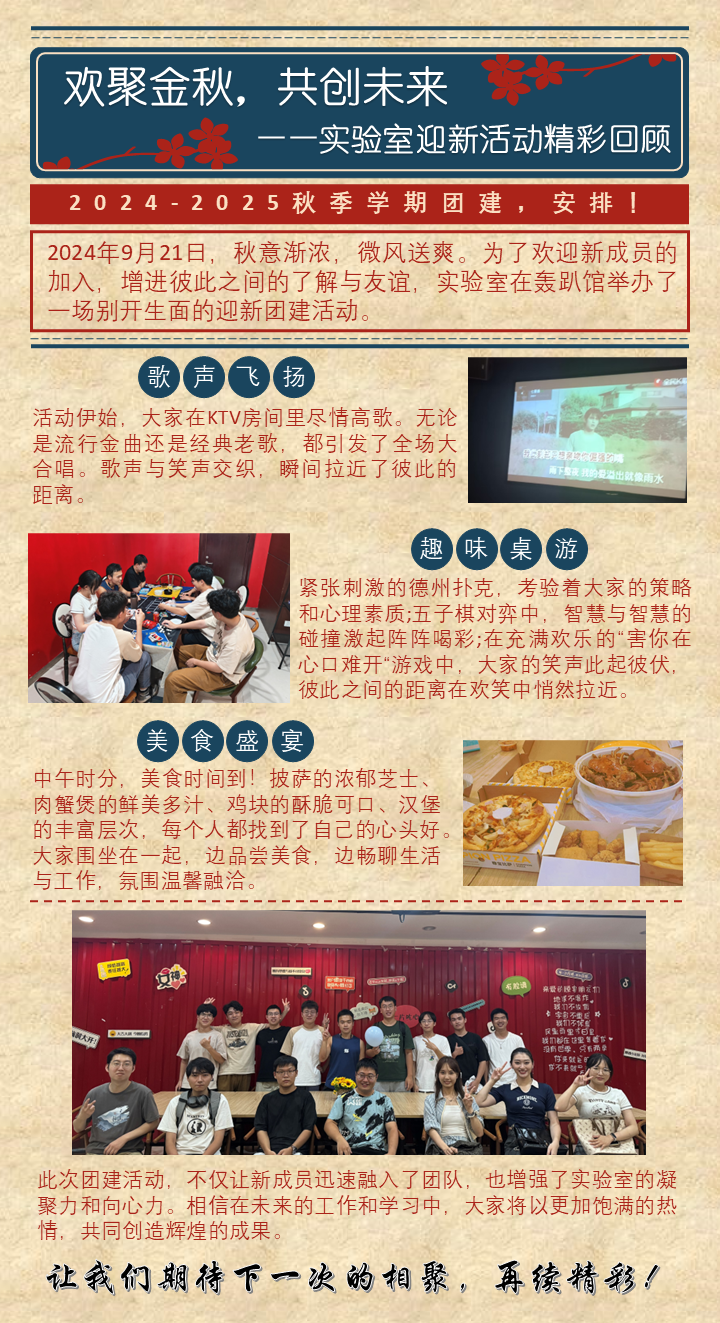 欢聚金秋，共创未来
——实验室迎新活动精彩回顾
2024-2025秋季学期团建，安排！
2024年9月21日，秋意渐浓，微风送爽。为了欢迎新成员的
加入，增进彼此之间的了解与友谊，实验室在轰趴馆举办了
一场别开生面的迎新团建活动。
歌声飞扬
活动伊始，大家在KTV房间里尽情高歌。无论
是流行金曲还是经典老歌，都引发了全场大
合唱。歌声与笑声交织，瞬间拉近了彼此的
距离。
雨下整夜 我的爱溢出就像雨水
趣味桌游
紧张刺激的德州扑克，考验着大家的策略
和心理素质;五子棋对弈中，智慧与智慧的
碰撞激起阵阵喝彩;在充满欢乐的“害你在
心口难开“游戏中，大家的笑声此起彼伏，
彼此之间的距离在欢笑中悄然拉近。
美食盛宴
中午时分，美食时间到！披萨的浓郁芝士、
肉蟹煲的鲜美多汁、鸡块的酥脆可口、汉堡
的丰富层次，每个人都找到了自己的心头好。
大家围坐在一起，边品尝美食，边畅聊生活
与工作，氛围温馨融洽。
女神
此次团建活动，不仅让新成员迅速融入了团队，也增强了实验室的凝
聚力和向心力。相信在未来的工作和学习中，大家将以更加饱满的热
情，共同创造辉煌的成果。
让我们期待下一次的相聚，再续精彩！